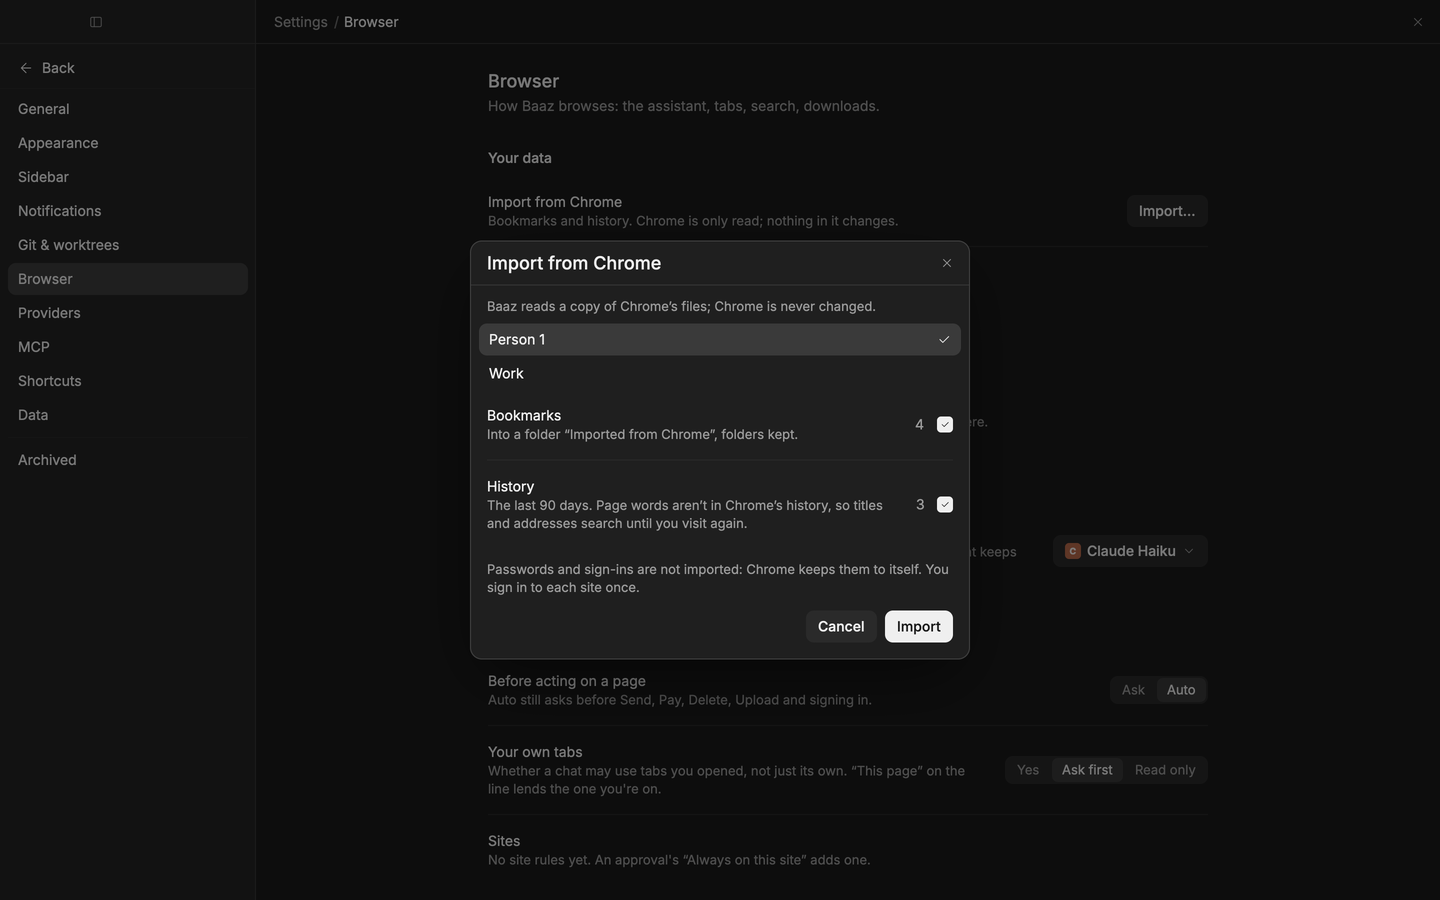 Settings / Browser
Back
General
Appearance
Sidebar
Notifications
Git & worktrees
Browser
Providers
MCP
Shortcuts
Data
Archived
Browser
How Baaz browses: the assistant, tabs, search, downloads.
Your data
Import from Chrome
Bookmarks and history. Chrome is only read; nothing in it changes.
Import...
Import from Chrome
Baaz reads a copy of Chrome’s files; Chrome is never changed.
Person 1
Work
Bookmarks
Into a folder “Imported from Chrome”, folders kept.
4
History
The last 90 days. Page words aren’t in Chrome’s history, so titles
and addresses search until you visit again.
3
Passwords and sign-ins are not imported: Chrome keeps them to itself. You
sign in to each site once.
Cancel
Import
keeps
C Claude Haiku
Before acting on a page
Auto still asks before Send, Pay, Delete, Upload and signing in.
Ask Auto
Your own tabs
Whether a chat may use tabs you opened, not just its own. “This page” on the
line lends the one you're on.
Yes Ask first Read only
Sites
No site rules yet. An approval's “Always on this site” adds one.